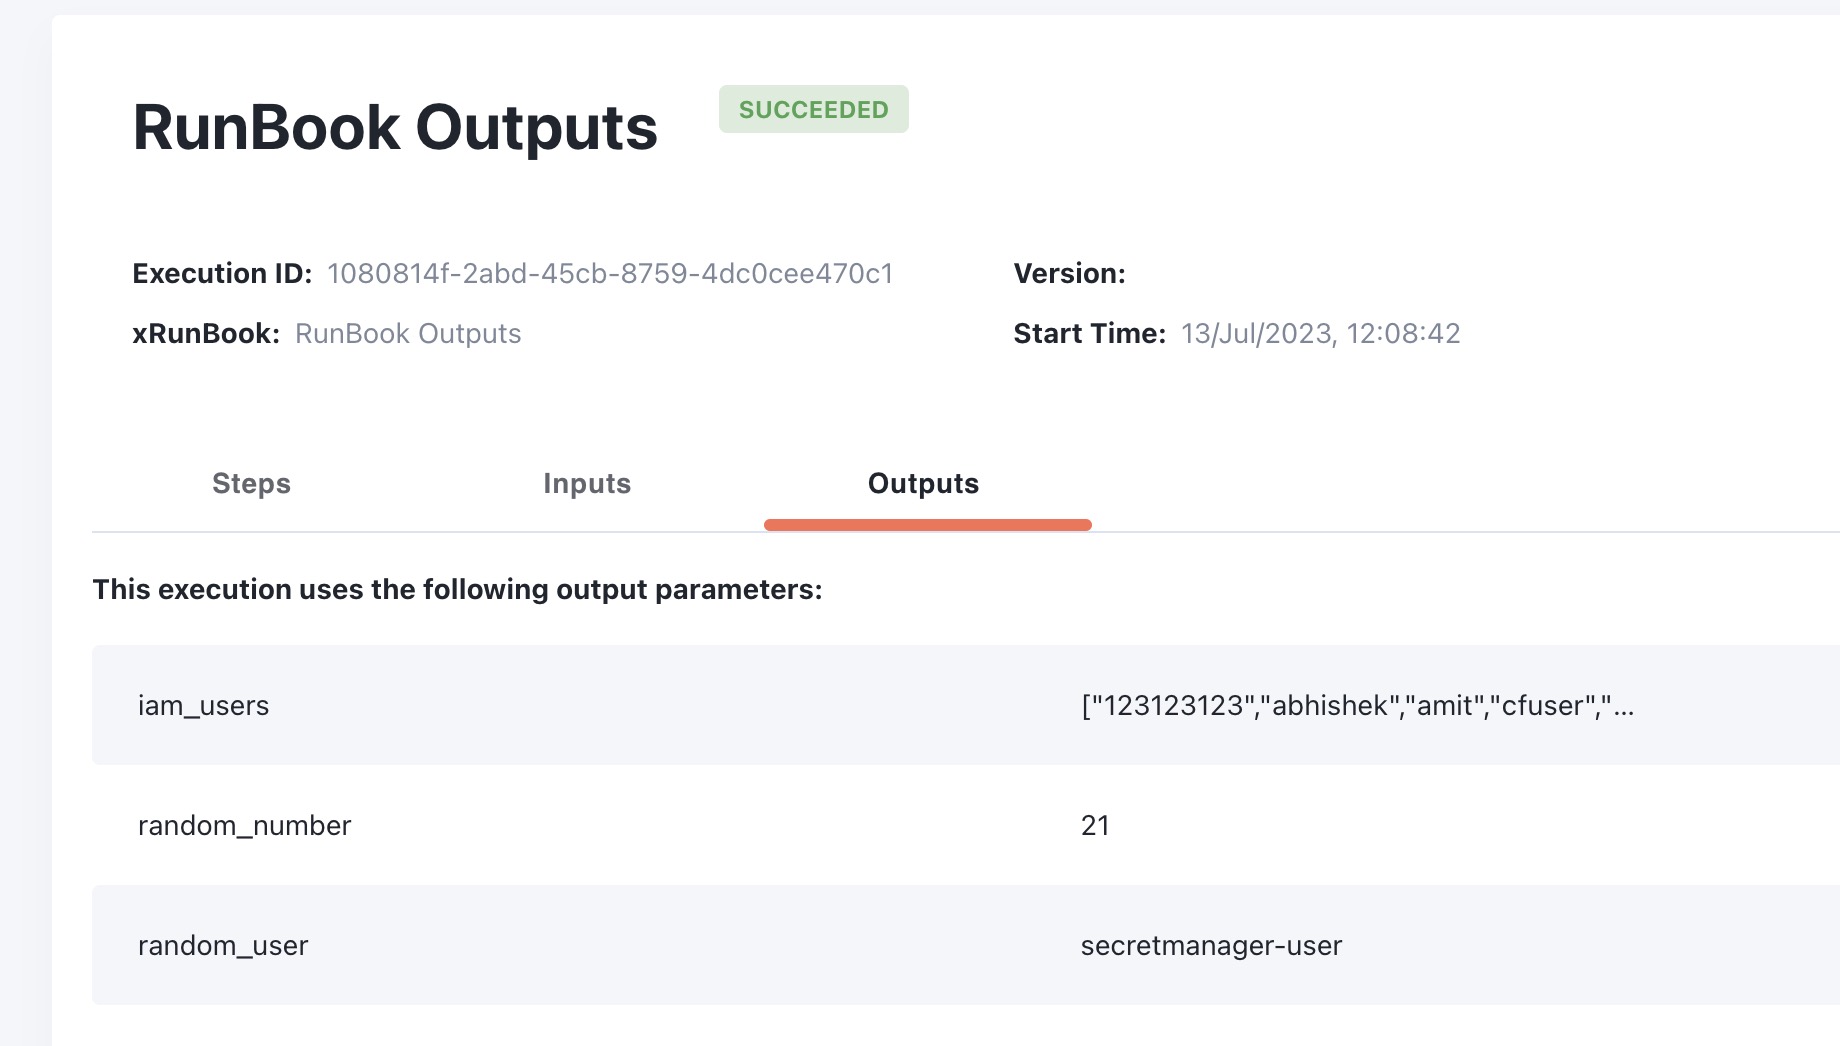 RunBook Outputs SUCCEEDED
Execution ID: 1080814f-2abd-45cb-8759-4dc0cee470c1 Version:
xRunBook: RunBook Outputs Start Time: 13/Jul/2023, 12:08:42
Steps Inputs Outputs
This execution uses the following output parameters:
iam_users ["123123123","abhishek","amit","cfuser","...
random_number 21
random_user secretmanager-user